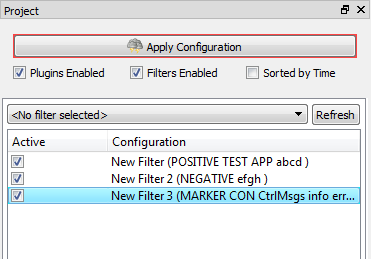 Project
Apply Configuration
Plugins Enabled Filters Enabled Sorted by Time
<No filter selected> Refresh
Active Configuration
New Filter (POSITIVE TEST APP abcd )
New Filter 2 (NEGATIVE efgh )
New Filter 3 (MARKER CON CtrlMsgs info err...